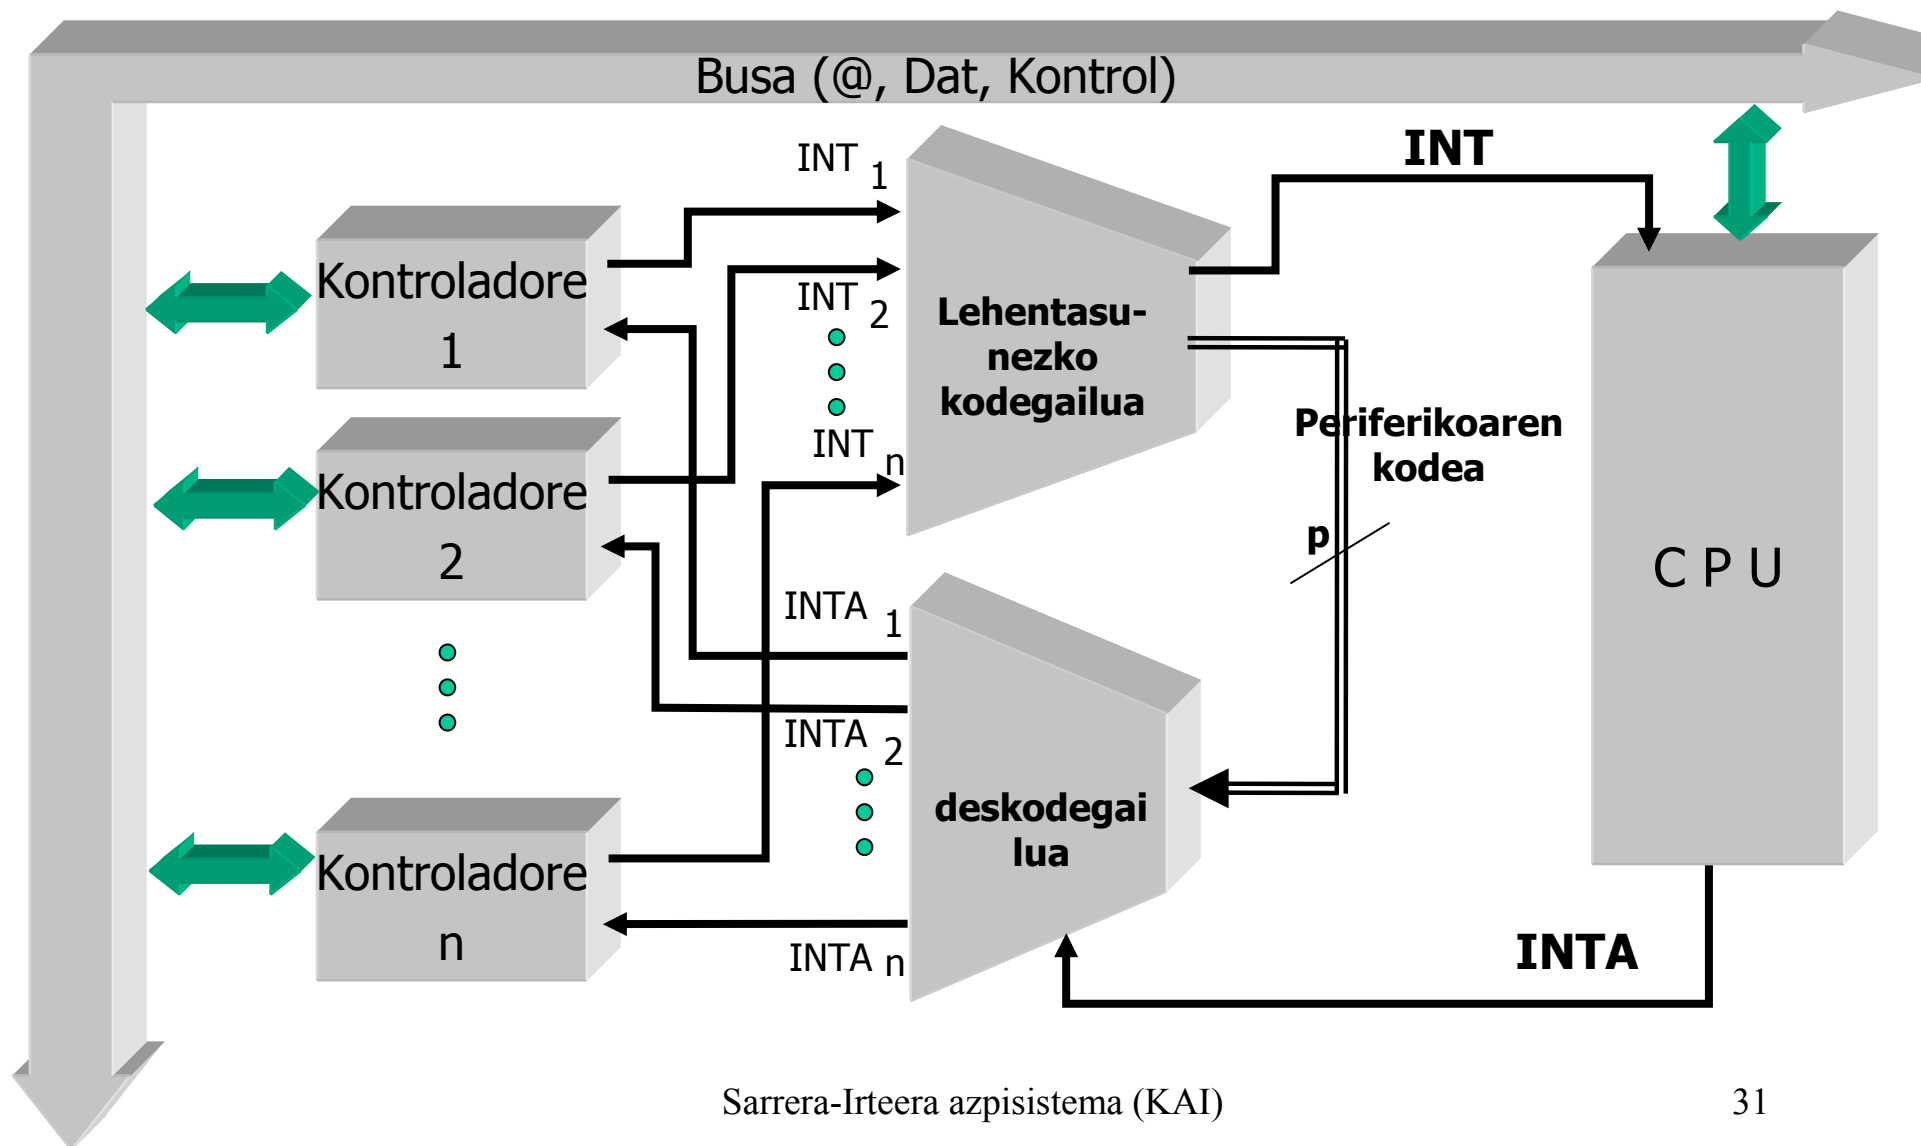 Busa (@, Dat, Kontrol)
INT 1
INT
Kontroladore
1
INT 2
Lehentasu-
nezko
kodegailua
INT n
Periferikoaren
kodea
Kontroladore
2
p
C P U
INTA 1
INTA 2
deskodegai
lua
Kontroladore
n
INTA n
INTA
Sarrera-Irteera azpisistema (KAI)
31